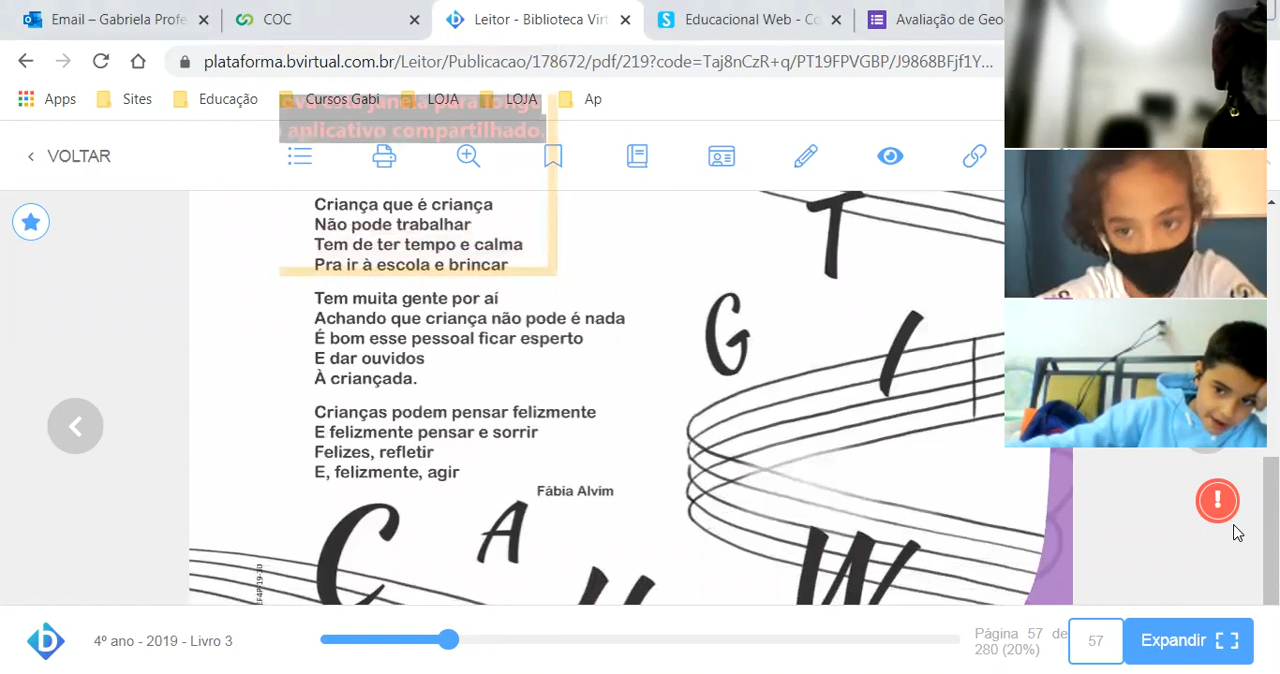 Email – Gabriela Profe
COC
Leitor - Biblioteca Virt
Educacional Web - Co
Avaliação de Geo
plataforma.bvirtual.com.br/Leitor/Publicacao/178672/pdf/219?code=Taj8nCzR+q/PT19FPVGBP/J9868BFjf1Y...
Apps
Sites
Educação
Cursos Gabi
LOJA
LOJA
Ap
aplicativo compartilhado.
VOLTAR
Criança que é criança
Não pode trabalhar
Tem de ter tempo e calma
Pra ir à escola e brincar
Tem muita gente por aí
Achando que criança não pode é nada
É bom esse pessoal ficar esperto
E dar ouvidos
À criançada.
Crianças podem pensar felizmente
E felizmente pensar e sorrir
Felizes, refletir
E, felizmente, agir
Fábia Alvim
T
G
I
C
A
W
4º ano - 2019 - Livro 3
Página 57 de
280 (20%)
57
Expandir